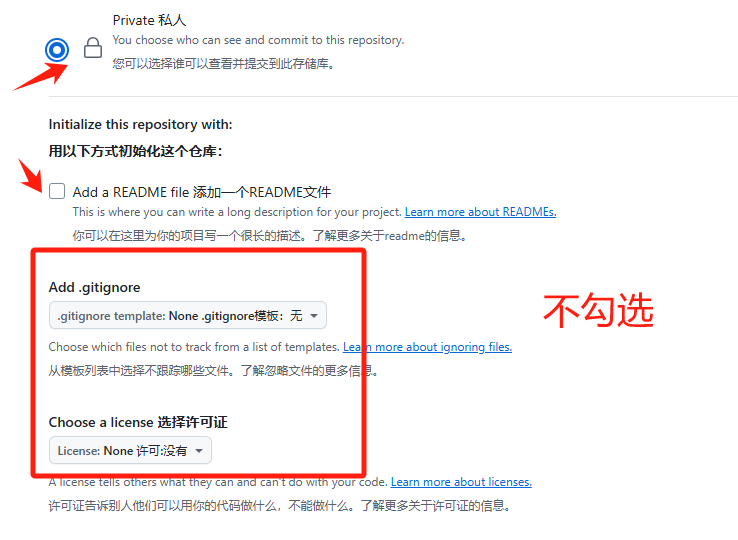 Private 私人
You choose who can see and commit to this repository.
您可以选择谁可以查看并提交到此存储库。
Initialize this repository with:
用以下方式初始化这个仓库：
Add a README file 添加一个README文件
This is where you can write a long description for your project. Learn more about READMEs.
你可以在这里为你的项目写一个很长的描述。了解更多关于readme的信息。
Add .gitignore
.gitignore template: None .gitignore模板：无
不勾选
Choose which files not to track from a list of templates. Learn more about ignoring files.
从模板列表中选择不跟踪哪些文件。了解忽略文件的更多信息。
Choose a license 选择许可证
License: None 许可:没有
A license tells others what they can and can't do with your code. Learn more about licenses.
许可证告诉别人他们可以用你的代码做什么，不能做什么。了解更多关于许可证的信息。